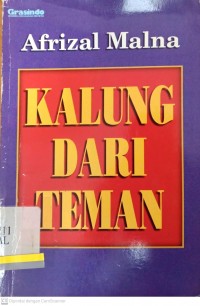 Grasindo
Afrizal Malna
KALUNG
DARI
TEMAN